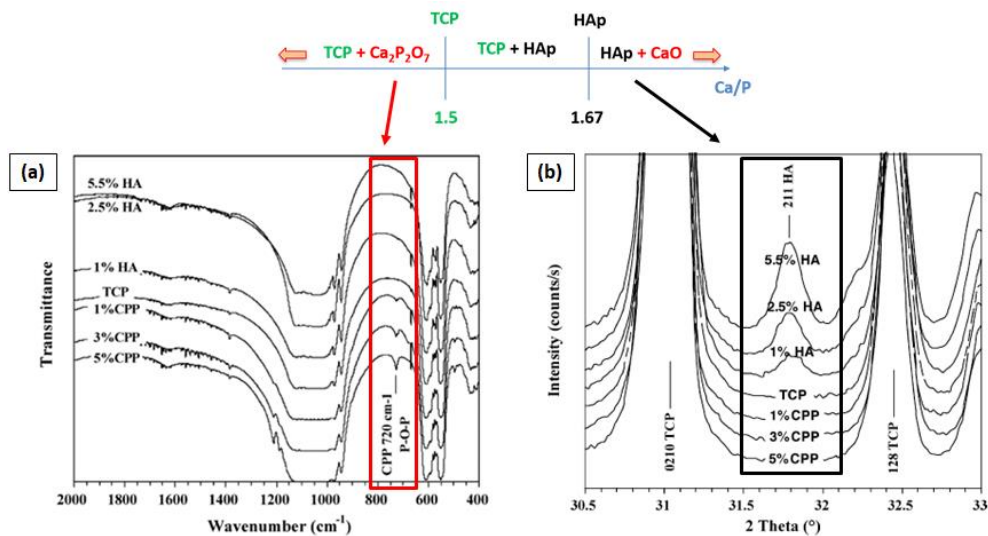 TCP
HAp
TCP + Ca₂P₂O₇
TCP + HAp
HAp + CaO
Ca/P
1.5
1.67
(a)
5.5% HA
2.5% HA
1% HA
TCP
1%CPP
3%CPP
5%CPP
CPP 720 cm-1
P-O-P
Transmittance
2000 1800 1600 1400 1200 1000 800 600 400
Wavenumber (cm⁻¹)
(b)
211 HA
5.5% HA
2.5% HA
1% HA
TCP
1%CPP
3%CPP
5%CPP
0210 TCP
128 TCP
Intensity (counts/s)
30.5 31 31.5 32 32.5 33
2 Theta (°)